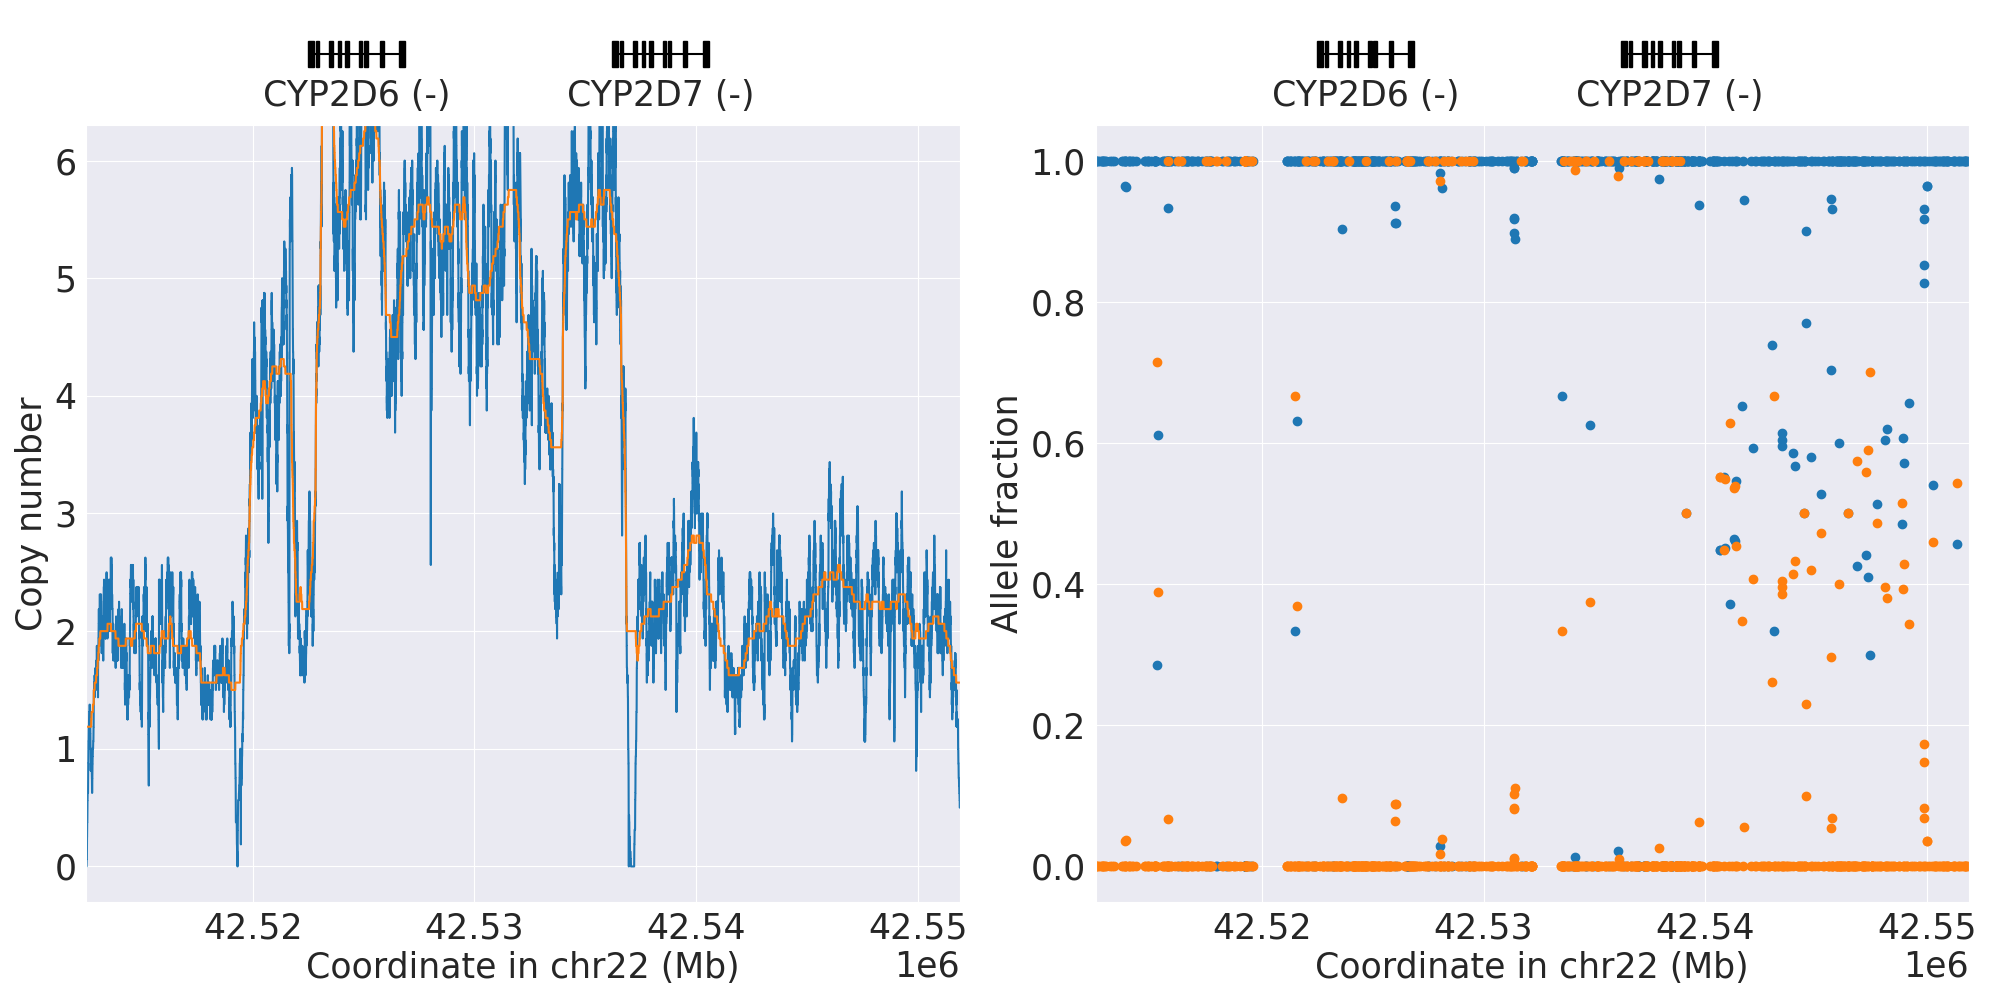 CYP2D6 (-) CYP2D7 (-)
6
5
4
3
2
1
0
Copy number
42.52 42.53 42.54 42.55
Coordinate in chr22 (Mb) 1e6
CYP2D6 (-) CYP2D7 (-)
1.0
0.8
0.6
0.4
0.2
0.0
Allele fraction
42.52 42.53 42.54 42.55
Coordinate in chr22 (Mb) 1e6